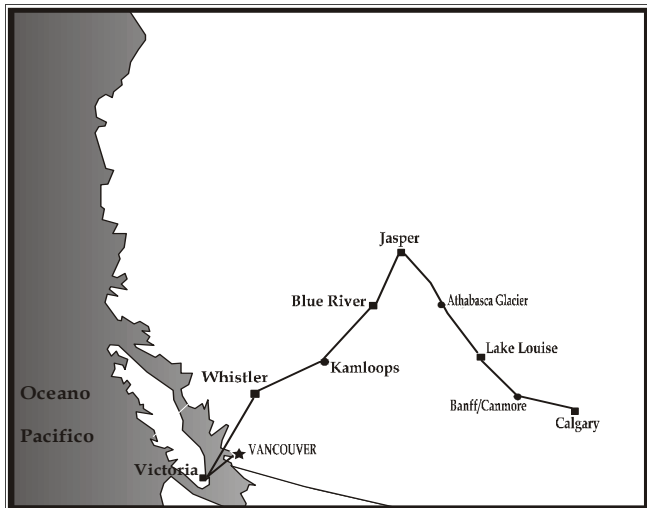 Jasper
Blue River
Athabasca Glacier
Lake Louise
Kamloops
Whistler
Oceano
Pacifico
Banff/Canmore
Calgary
VANCOUVER
Victoria